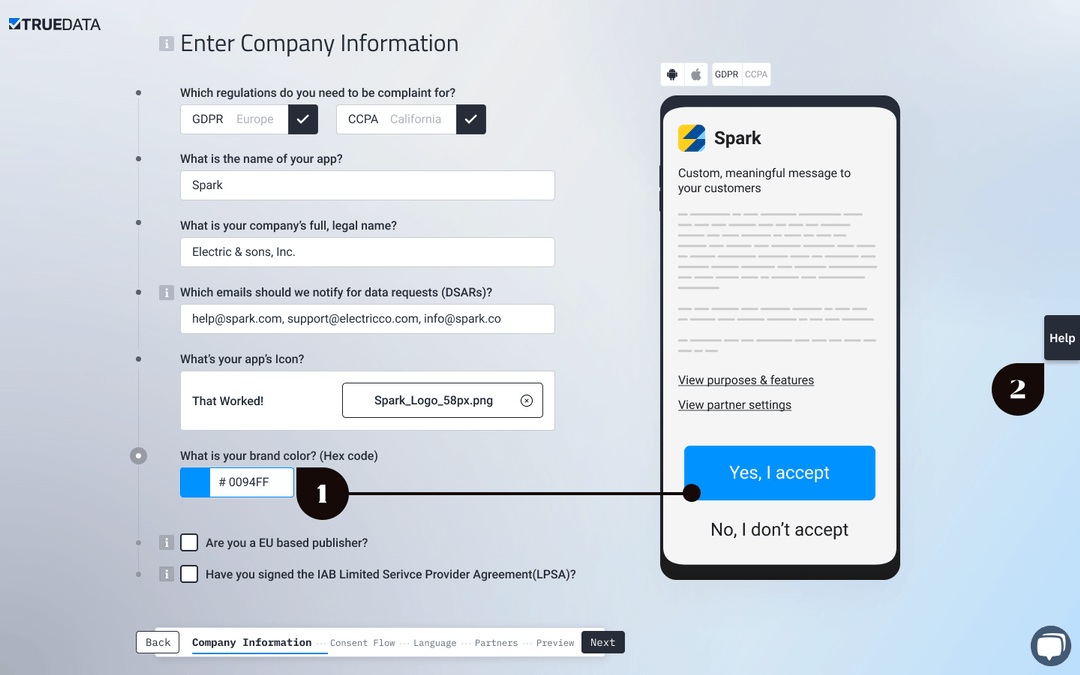 TRUEDATA
Enter Company Information
Which regulations do you need to be complaint for?
GDPR Europe
CCPA California
What is the name of your app?
Spark
What is your company's full, legal name?
Electric & sons, Inc.
Which emails should we notify for data requests (DSARs)?
help@spark.com, support@electricco.com, info@spark.co
What's your app's Icon?
That Worked!
Spark_Logo_58px.png
What is your brand color? (Hex code)
# 0094FF
1
Are you a EU based publisher?
Have you signed the IAB Limited Serivce Provider Agreement(LPSA)?
Back
Company Information ··· Consent Flow ··· Language ··· Partners ··· Preview
Next
GDPR CCPA
Spark
Custom, meaningful message to
your customers
View purposes & features
View partner settings
Yes, I accept
No, I don't accept
Help
2